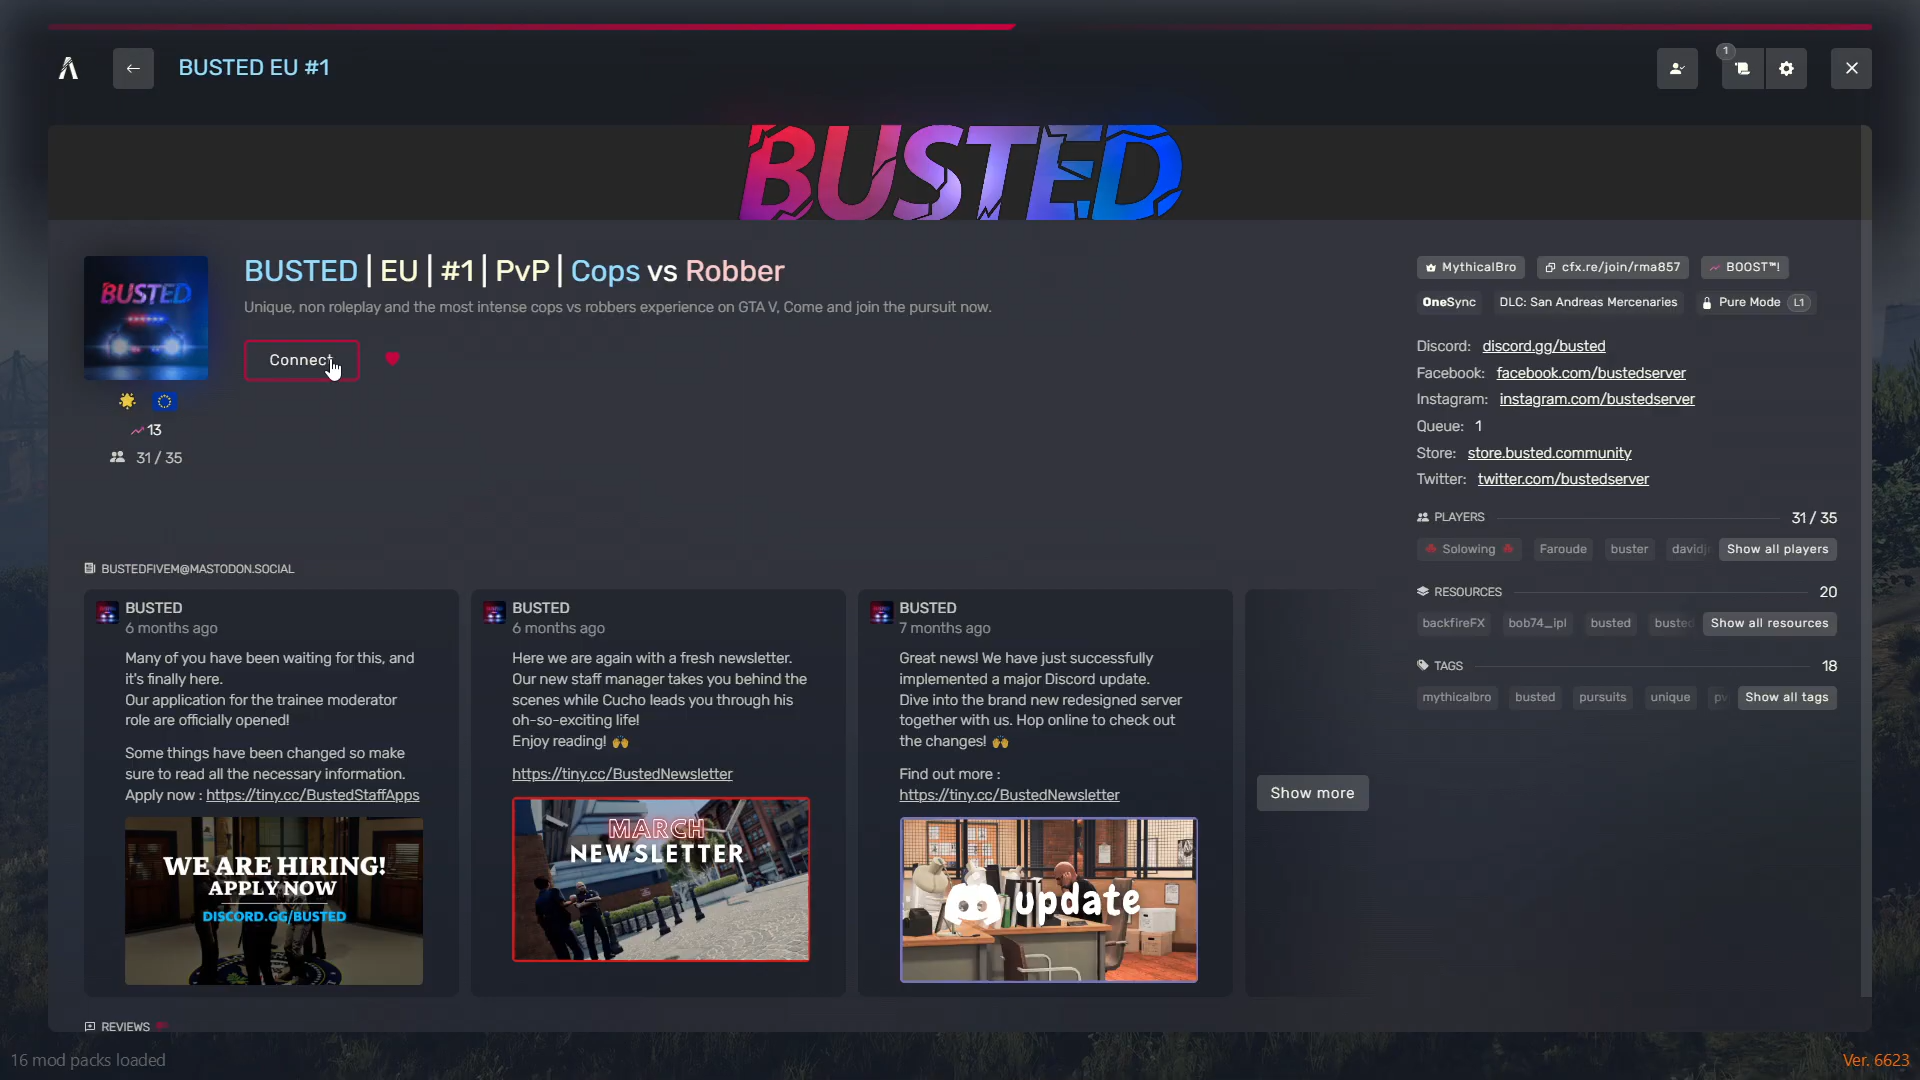 BUSTED EU #1
1
BUSTED
BUSTED
BUSTED | EU | #1 | PvP | Cops vs Robber
Unique, non roleplay and the most intense cops vs robbers experience on GTA V, Come and join the pursuit now.
Connect
13
31 / 35
MythicalBro
cfx.re/join/rma857
BOOST™!
OneSync
DLC: San Andreas Mercenaries
Pure Mode L1
Discord: discord.gg/busted
Facebook: facebook.com/bustedserver
Instagram: instagram.com/bustedserver
Queue: 1
Store: store.busted.community
Twitter: twitter.com/bustedserver
PLAYERS 31 / 35
Solowing Faroude buster Show all players
RESOURCES 20
backfireFX bob74_ipl busted busted Show all resources
TAGS 18
mythicalbro busted pursuits unique Show all tags
BUSTEDFIVEM@MASTODON.SOCIAL
BUSTED
6 months ago
Many of you have been waiting for this, and
it's finally here.
Our application for the trainee moderator
role are officially opened!
Some things have been changed so make
sure to read all the necessary information.
Apply now : https://tiny.cc/BustedStaffApps
WE ARE HIRING!
APPLY NOW
DISCORD.GG/BUSTED
BUSTED
6 months ago
Here we are again with a fresh newsletter.
Our new staff manager takes you behind the
scenes while Cucho leads you through his
oh-so-exciting life!
Enjoy reading! 🙌
https://tiny.cc/BustedNewsletter
MARCH
NEWSLETTER
BUSTED
7 months ago
Great news! We have just successfully
implemented a major Discord update.
Dive into the brand new redesigned server
together with us. Hop online to check out
the changes! 🙌
Find out more :
https://tiny.cc/BustedNewsletter
update
Show more
REVIEWS
16 mod packs loaded
Ver. 6623